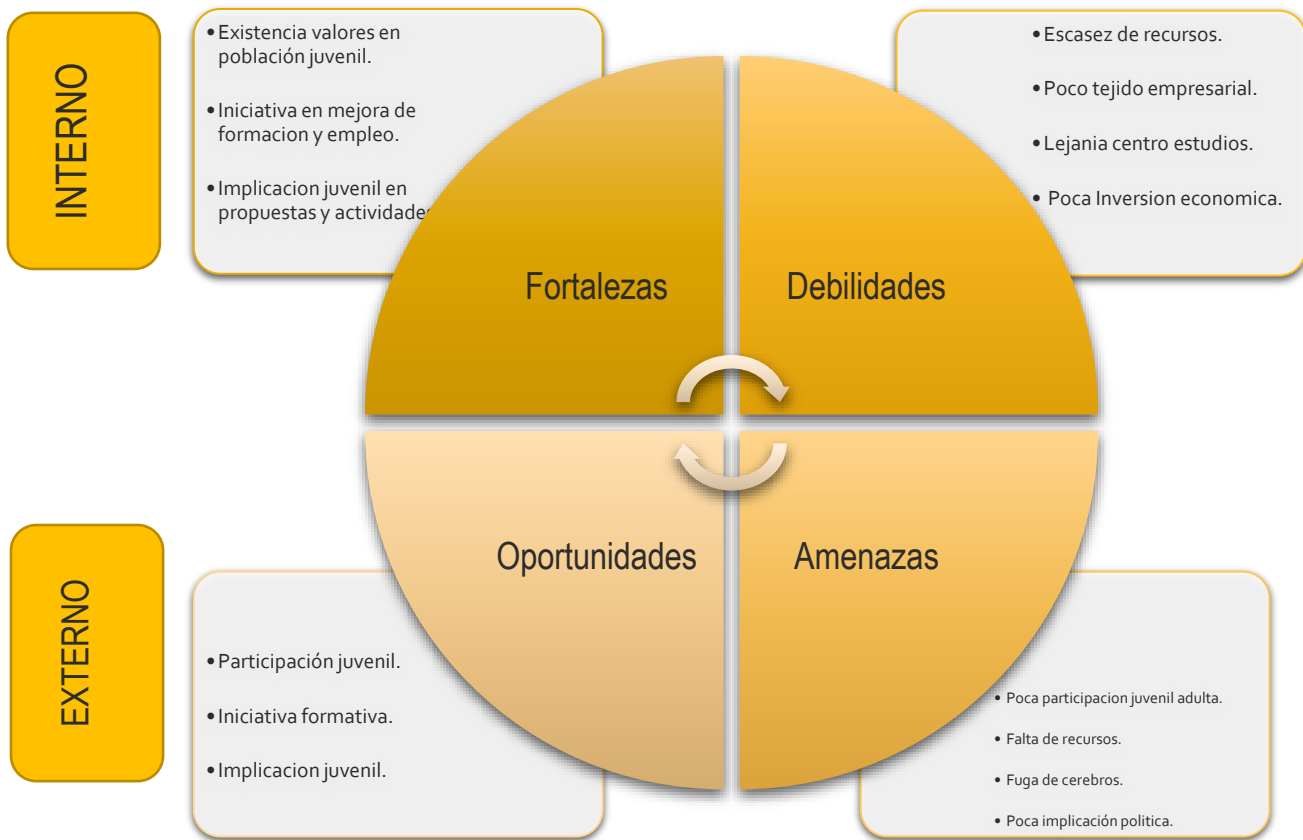 INTERNO
• Existencia valores en
población juvenil.
• Iniciativa en mejora de
formacion y empleo.
• Implicacion juvenil en
propuestas y actividades
• Escasez de recursos.
• Poco tejido empresarial.
• Lejania centro estudios.
• Poca Inversion economica.
Fortalezas
Debilidades
Oportunidades
Amenazas
EXTERNO
• Participación juvenil.
• Iniciativa formativa.
• Implicacion juvenil.
• Poca participacion juvenil adulta.
• Falta de recursos.
• Fuga de cerebros.
• Poca implicación politica.